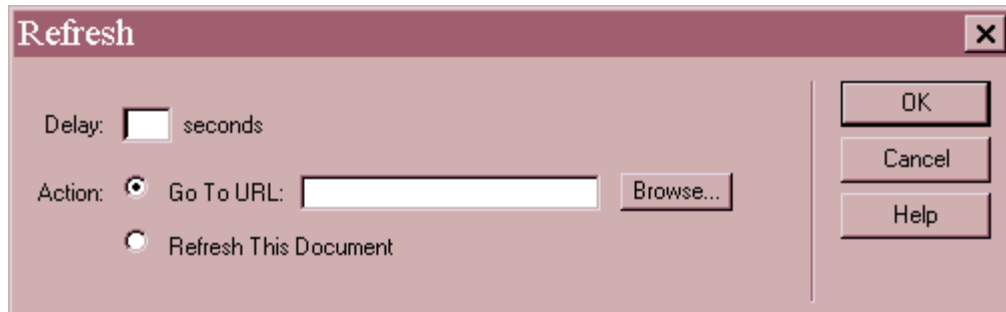 Refresh
Delay: seconds
Action: Go To URL: Browse...
Refresh This Document
OK
Cancel
Help